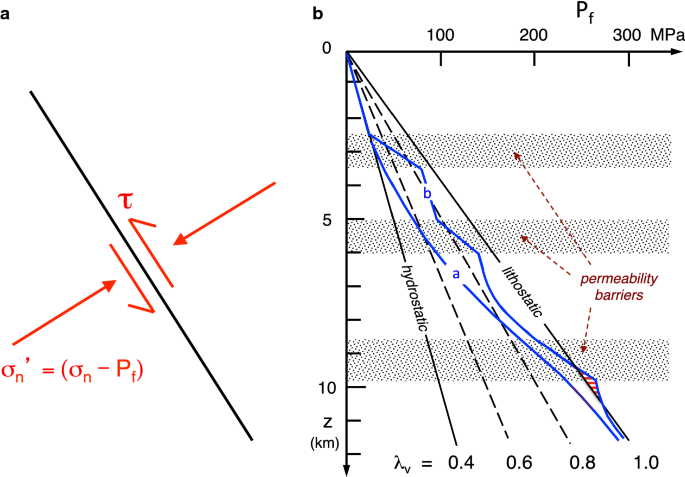 a
τ
σn’ = (σn – Pf)
b
Pf
0 100 200 300 MPa
b
5
a
hydrostatic
lithostatic
permeability
barriers
10
z
(km)
λv = 0.4 0.6 0.8 1.0